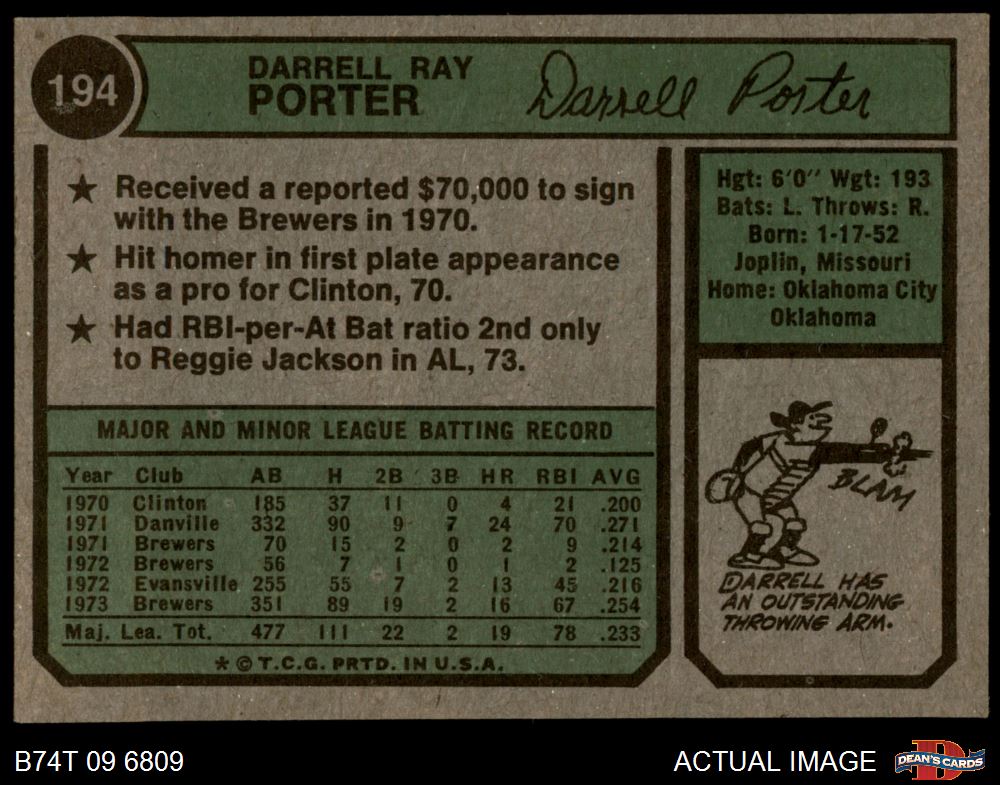 194
DARRELL RAY
PORTER
Darrell Porter
★ Received a reported $70,000 to sign
with the Brewers in 1970.
★ Hit homer in first plate appearance
as a pro for Clinton, 70.
★ Had RBI-per-At Bat ratio 2nd only
to Reggie Jackson in AL, 73.
Hgt: 6'0" Wgt: 193
Bats: L. Throws: R.
Born: 1-17-52
Joplin, Missouri
Home: Oklahoma City
Oklahoma
MAJOR AND MINOR LEAGUE BATTING RECORD
Year Club AB H 2B 3B HR RBI AVG
1970 Clinton 185 37 11 0 4 21 .200
1971 Danville 332 90 9 7 24 70 .271
1971 Brewers 70 15 2 0 2 9 .214
1972 Brewers 56 7 1 0 1 2 .125
1972 Evansville 255 55 7 2 13 45 .216
1973 Brewers 351 89 19 2 16 67 .254
Maj. Lea. Tot. 477 111 22 2 19 78 .233
* © T.C.G. PRTD. IN U.S.A.
BLAM
DARRELL HAS
AN OUTSTANDING
THROWING ARM.
B74T 09 6809
ACTUAL IMAGE
DEAN'S CARDS